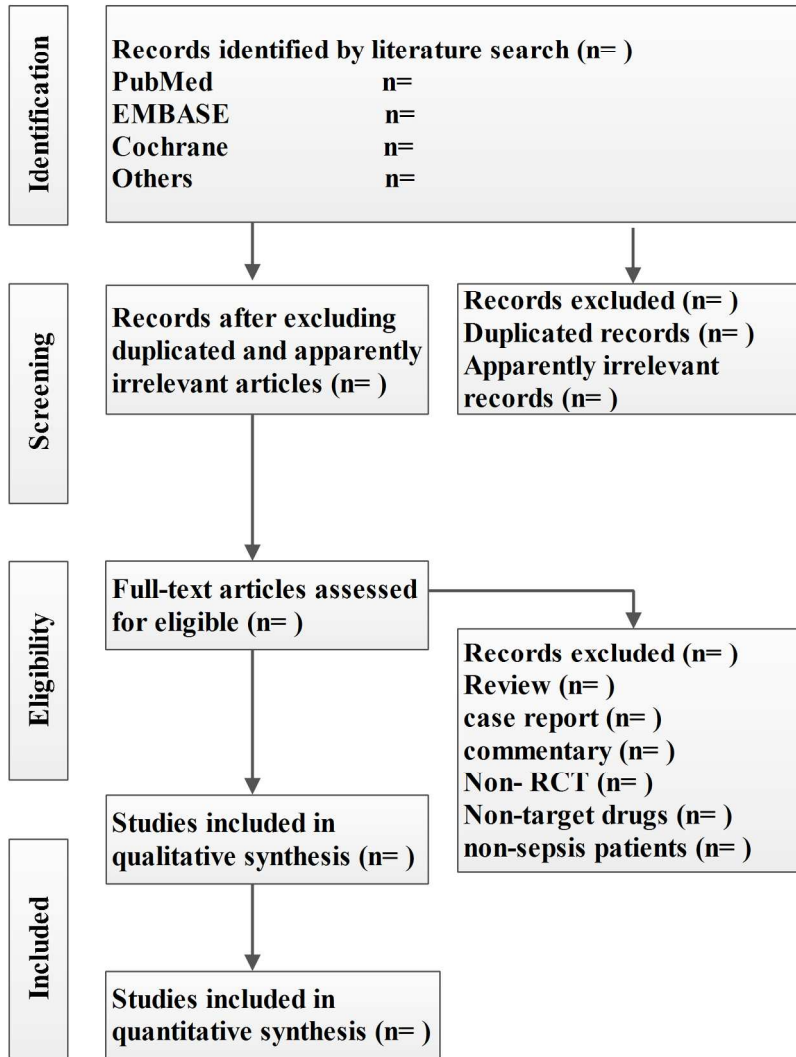 Identification
Records identified by literature search (n= )
PubMed n=
EMBASE n=
Cochrane n=
Others n=
Screening
Records after excluding
duplicated and apparently
irrelevant articles (n= )
Records excluded (n= )
Duplicated records (n= )
Apparently irrelevant
records (n= )
Eligibility
Full-text articles assessed
for eligible (n= )
Records excluded (n= )
Review (n= )
case report (n= )
commentary (n= )
Non- RCT (n= )
Non-target drugs (n= )
non-sepsis patients (n= )
Studies included in
qualitative synthesis (n= )
Included
Studies included in
quantitative synthesis (n= )